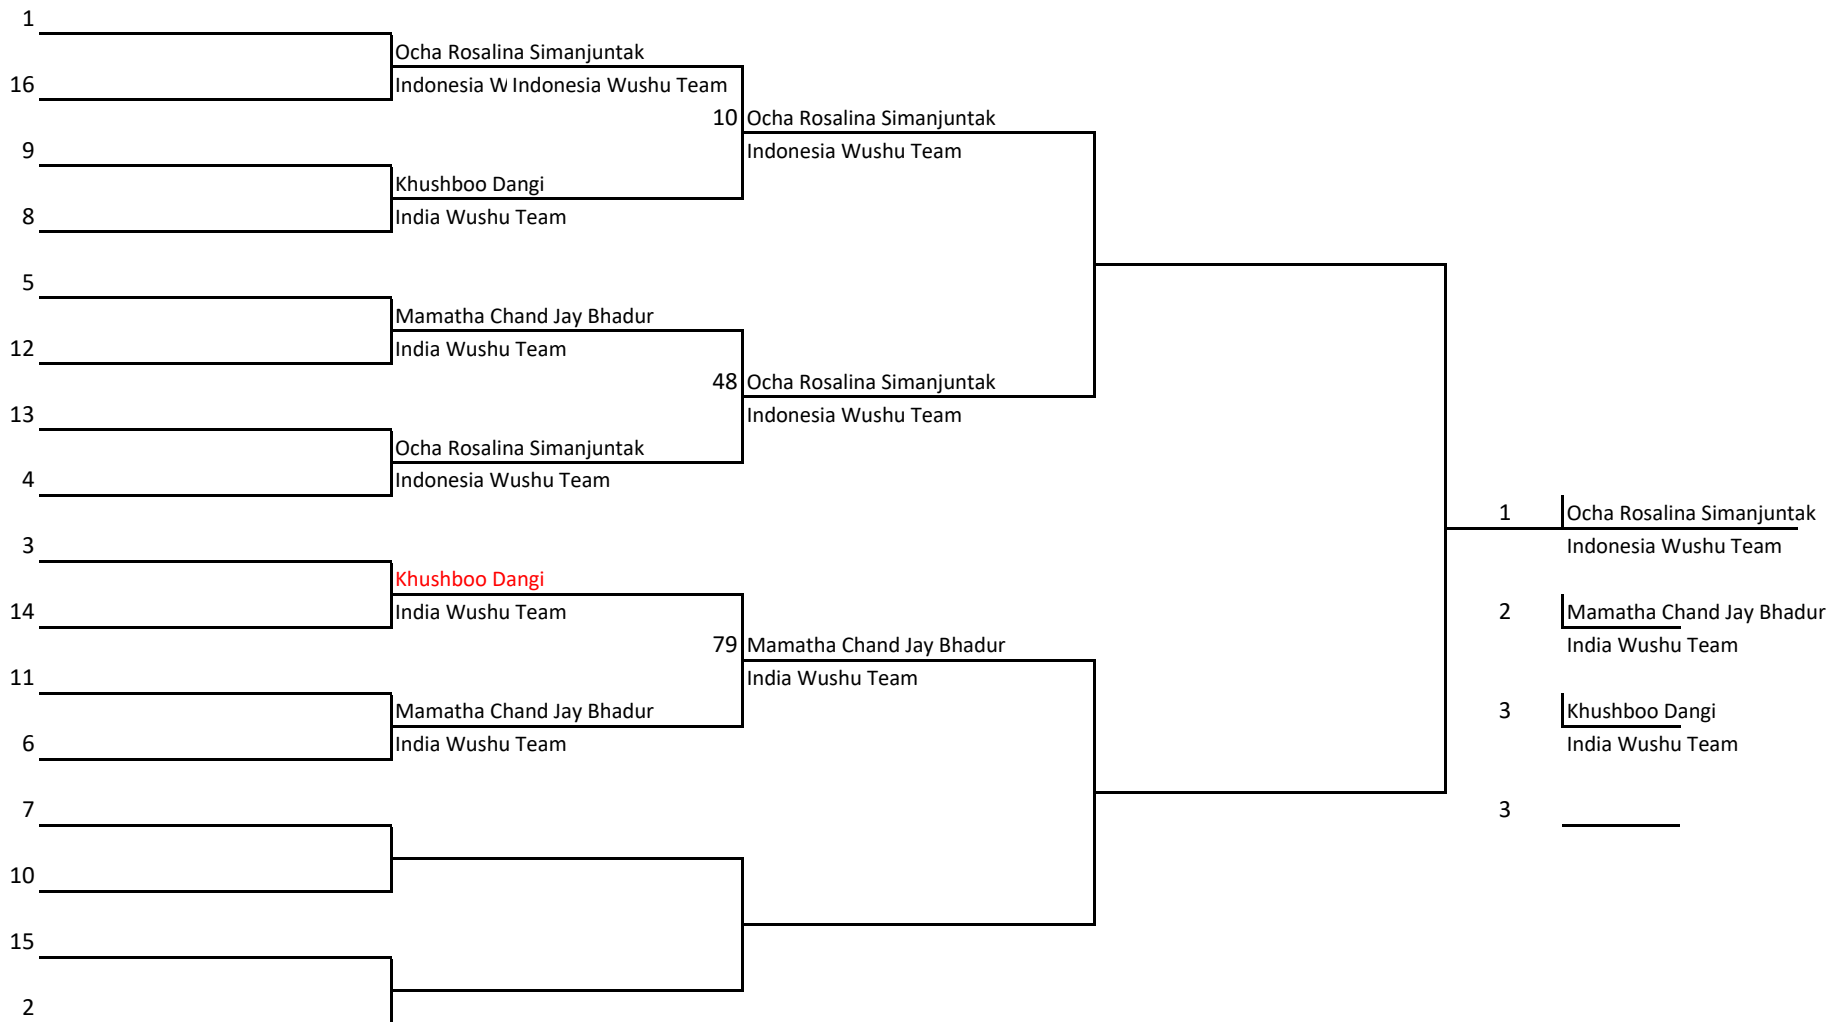 1
Ocha Rosalina Simanjuntak
16
Indonesia W Indonesia Wushu Team
10 Ocha Rosalina Simanjuntak
9
Indonesia Wushu Team
Khushboo Dangi
8
India Wushu Team
5
Mamatha Chand Jay Bhadur
12
India Wushu Team
48 Ocha Rosalina Simanjuntak
13
Indonesia Wushu Team
Ocha Rosalina Simanjuntak
4
Indonesia Wushu Team
1 Ocha Rosalina Simanjuntak
3
Indonesia Wushu Team
Khushboo Dangi
14
India Wushu Team
2 Mamatha Chand Jay Bhadur
79 Mamatha Chand Jay Bhadur
India Wushu Team
11
India Wushu Team
Mamatha Chand Jay Bhadur
3 Khushboo Dangi
6
India Wushu Team
India Wushu Team
7
3
10
15
2